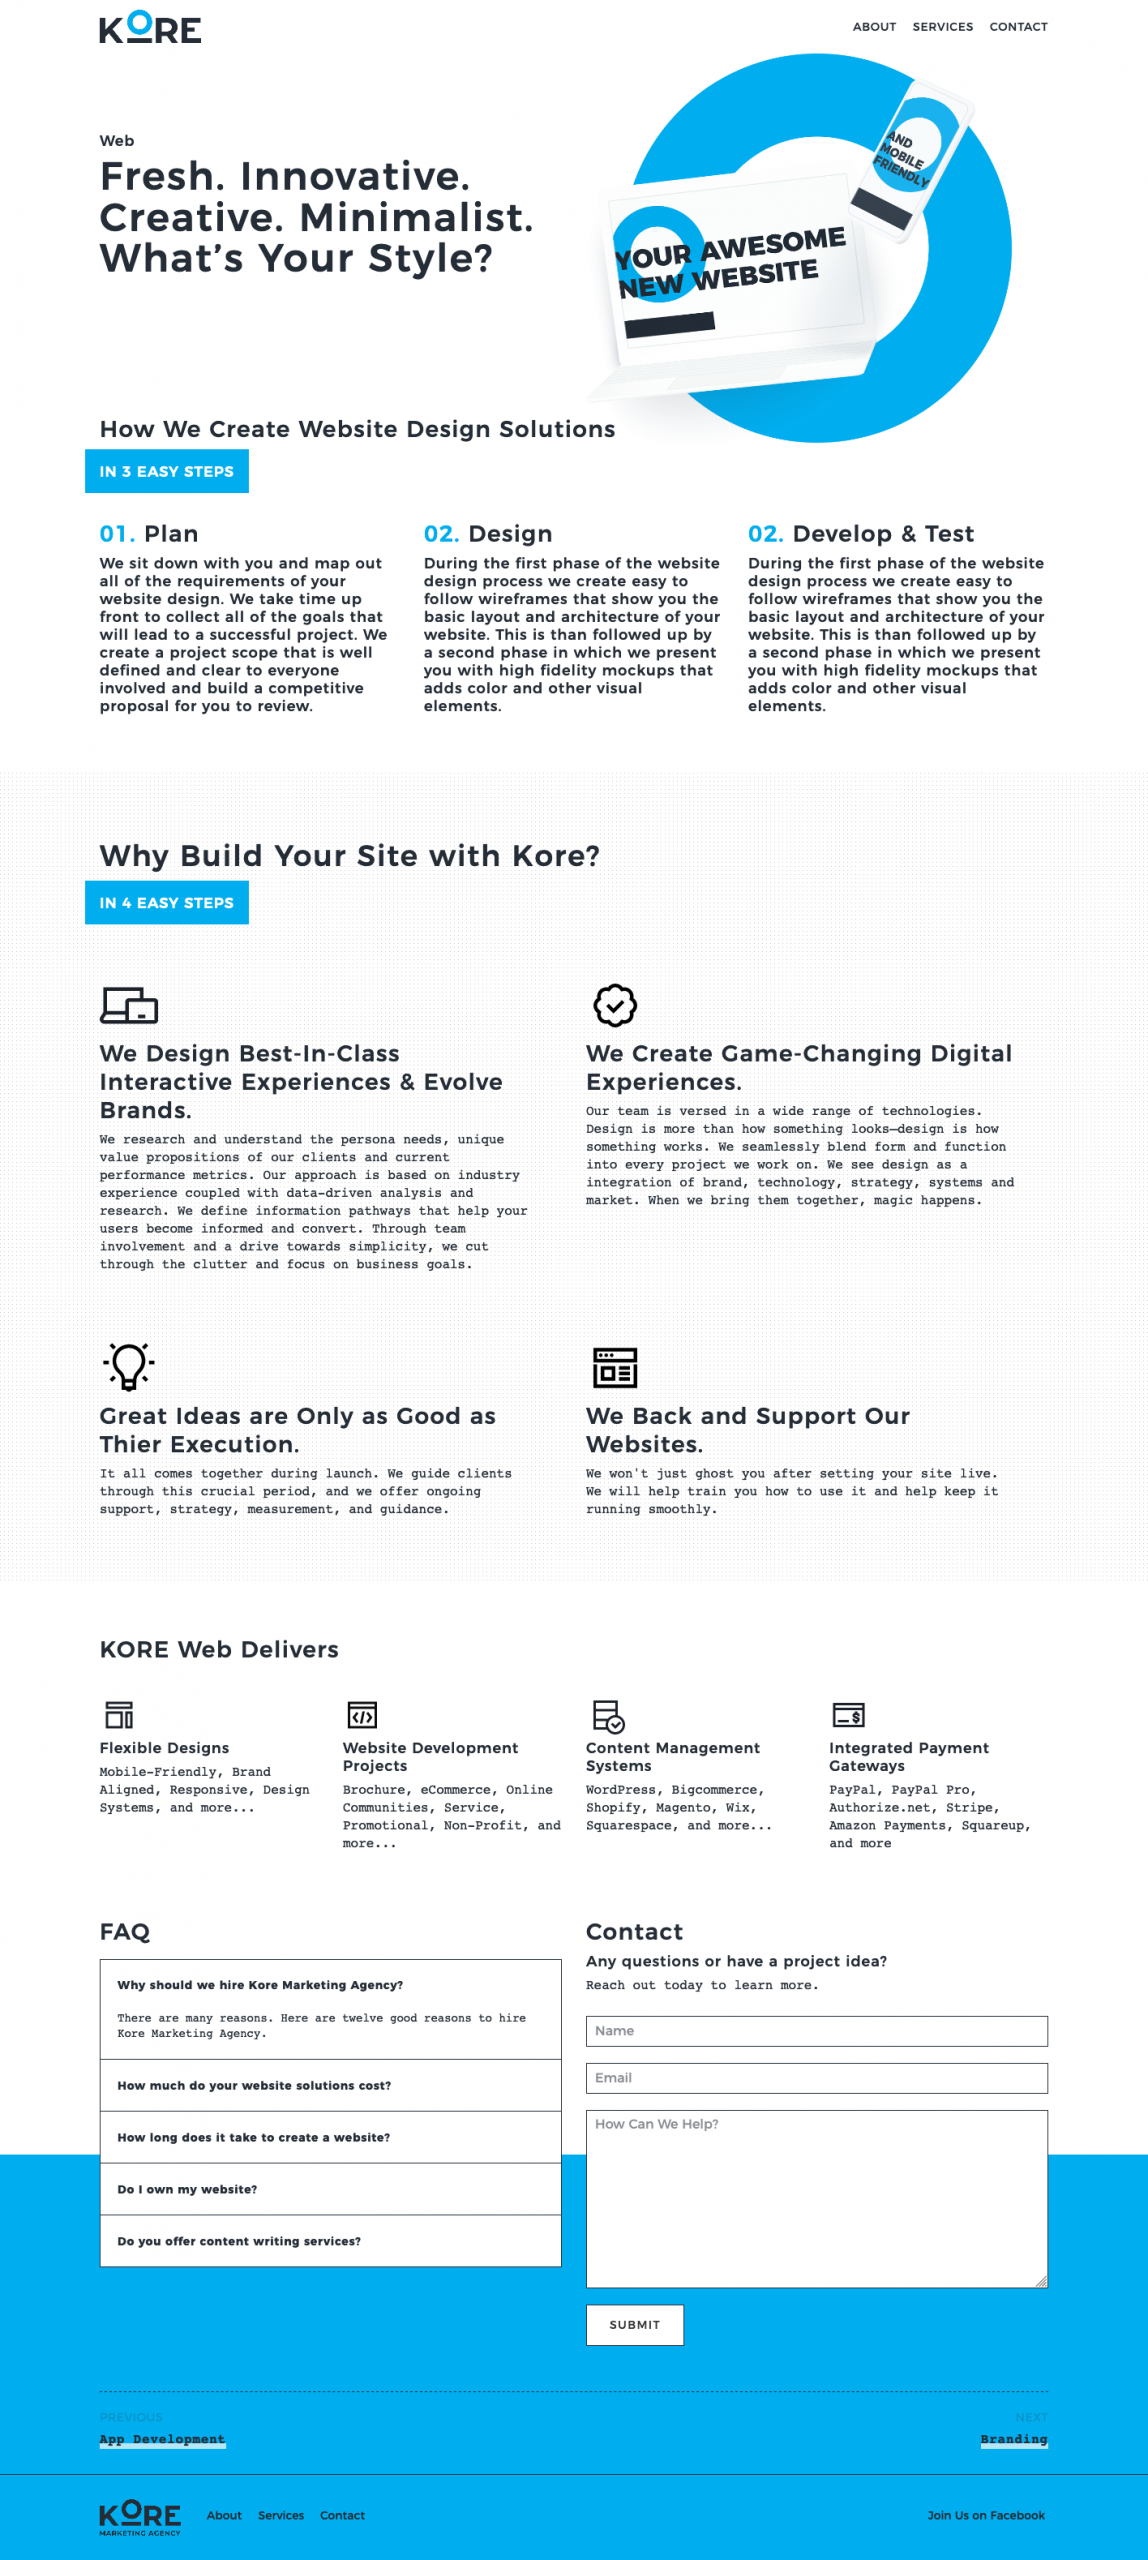 KORE
ABOUT SERVICES CONTACT
Web
Fresh. Innovative.
Creative. Minimalist.
What's Your Style?
AND
MOBILE
FRIENDLY
YOUR AWESOME
NEW WEBSITE
How We Create Website Design Solutions
IN 3 EASY STEPS
01. Plan
We sit down with you and map out
all of the requirements of your
website design. We take time up
front to collect all of the goals that
will lead to a successful project. We
create a project scope that is well
defined and clear to everyone
involved and build a competitive
proposal for you to review.
02. Design
During the first phase of the website
design process we create easy to
follow wireframes that show you the
basic layout and architecture of your
website. This is than followed up by
a second phase in which we present
you with high fidelity mockups that
adds color and other visual
elements.
02. Develop & Test
During the first phase of the website
design process we create easy to
follow wireframes that show you the
basic layout and architecture of your
website. This is than followed up by
a second phase in which we present
you with high fidelity mockups that
adds color and other visual
elements.
Why Build Your Site with Kore?
IN 4 EASY STEPS
We Design Best-In-Class
Interactive Experiences & Evolve
Brands.
We research and understand the persona needs, unique
value propositions of our clients and current
performance metrics. Our approach is based on industry
experience coupled with data-driven analysis and
research. We define information pathways that help your
users become informed and convert. Through team
involvement and a drive towards simplicity, we cut
through the clutter and focus on business goals.
We Create Game-Changing Digital
Experiences.
Our team is versed in a wide range of technologies.
Design is more than how something looks—design is how
something works. We seamlessly blend form and function
into every project we work on. We see design as a
integration of brand, technology, strategy, systems and
market. When we bring them together, magic happens.
Great Ideas are Only as Good as
Thier Execution.
It all comes together during launch. We guide clients
through this crucial period, and we offer ongoing
support, strategy, measurement, and guidance.
We Back and Support Our
Websites.
We won't just ghost you after setting your site live.
We will help train you how to use it and help keep it
running smoothly.
KORE Web Delivers
Flexible Designs
Mobile-Friendly, Brand
Aligned, Responsive, Design
Systems, and more...
Website Development
Projects
Brochure, eCommerce, Online
Communities, Service,
Promotional, Non-Profit, and
more...
Content Management
Systems
WordPress, Bigcommerce,
Shopify, Magento, Wix,
Squarespace, and more...
Integrated Payment
Gateways
PayPal, PayPal Pro,
Authorize.net, Stripe,
Amazon Payments, Squareup,
and more
FAQ
Why should we hire Kore Marketing Agency?
There are many reasons. Here are twelve good reasons to hire
Kore Marketing Agency.
How much do your website solutions cost?
How long does it take to create a website?
Do I own my website?
Do you offer content writing services?
Contact
Any questions or have a project idea?
Reach out today to learn more.
Name
Email
How Can We Help?
SUBMIT
PREVIOUS
App Development
NEXT
Branding
KORE
MARKETING AGENCY
About Services Contact
Join Us on Facebook